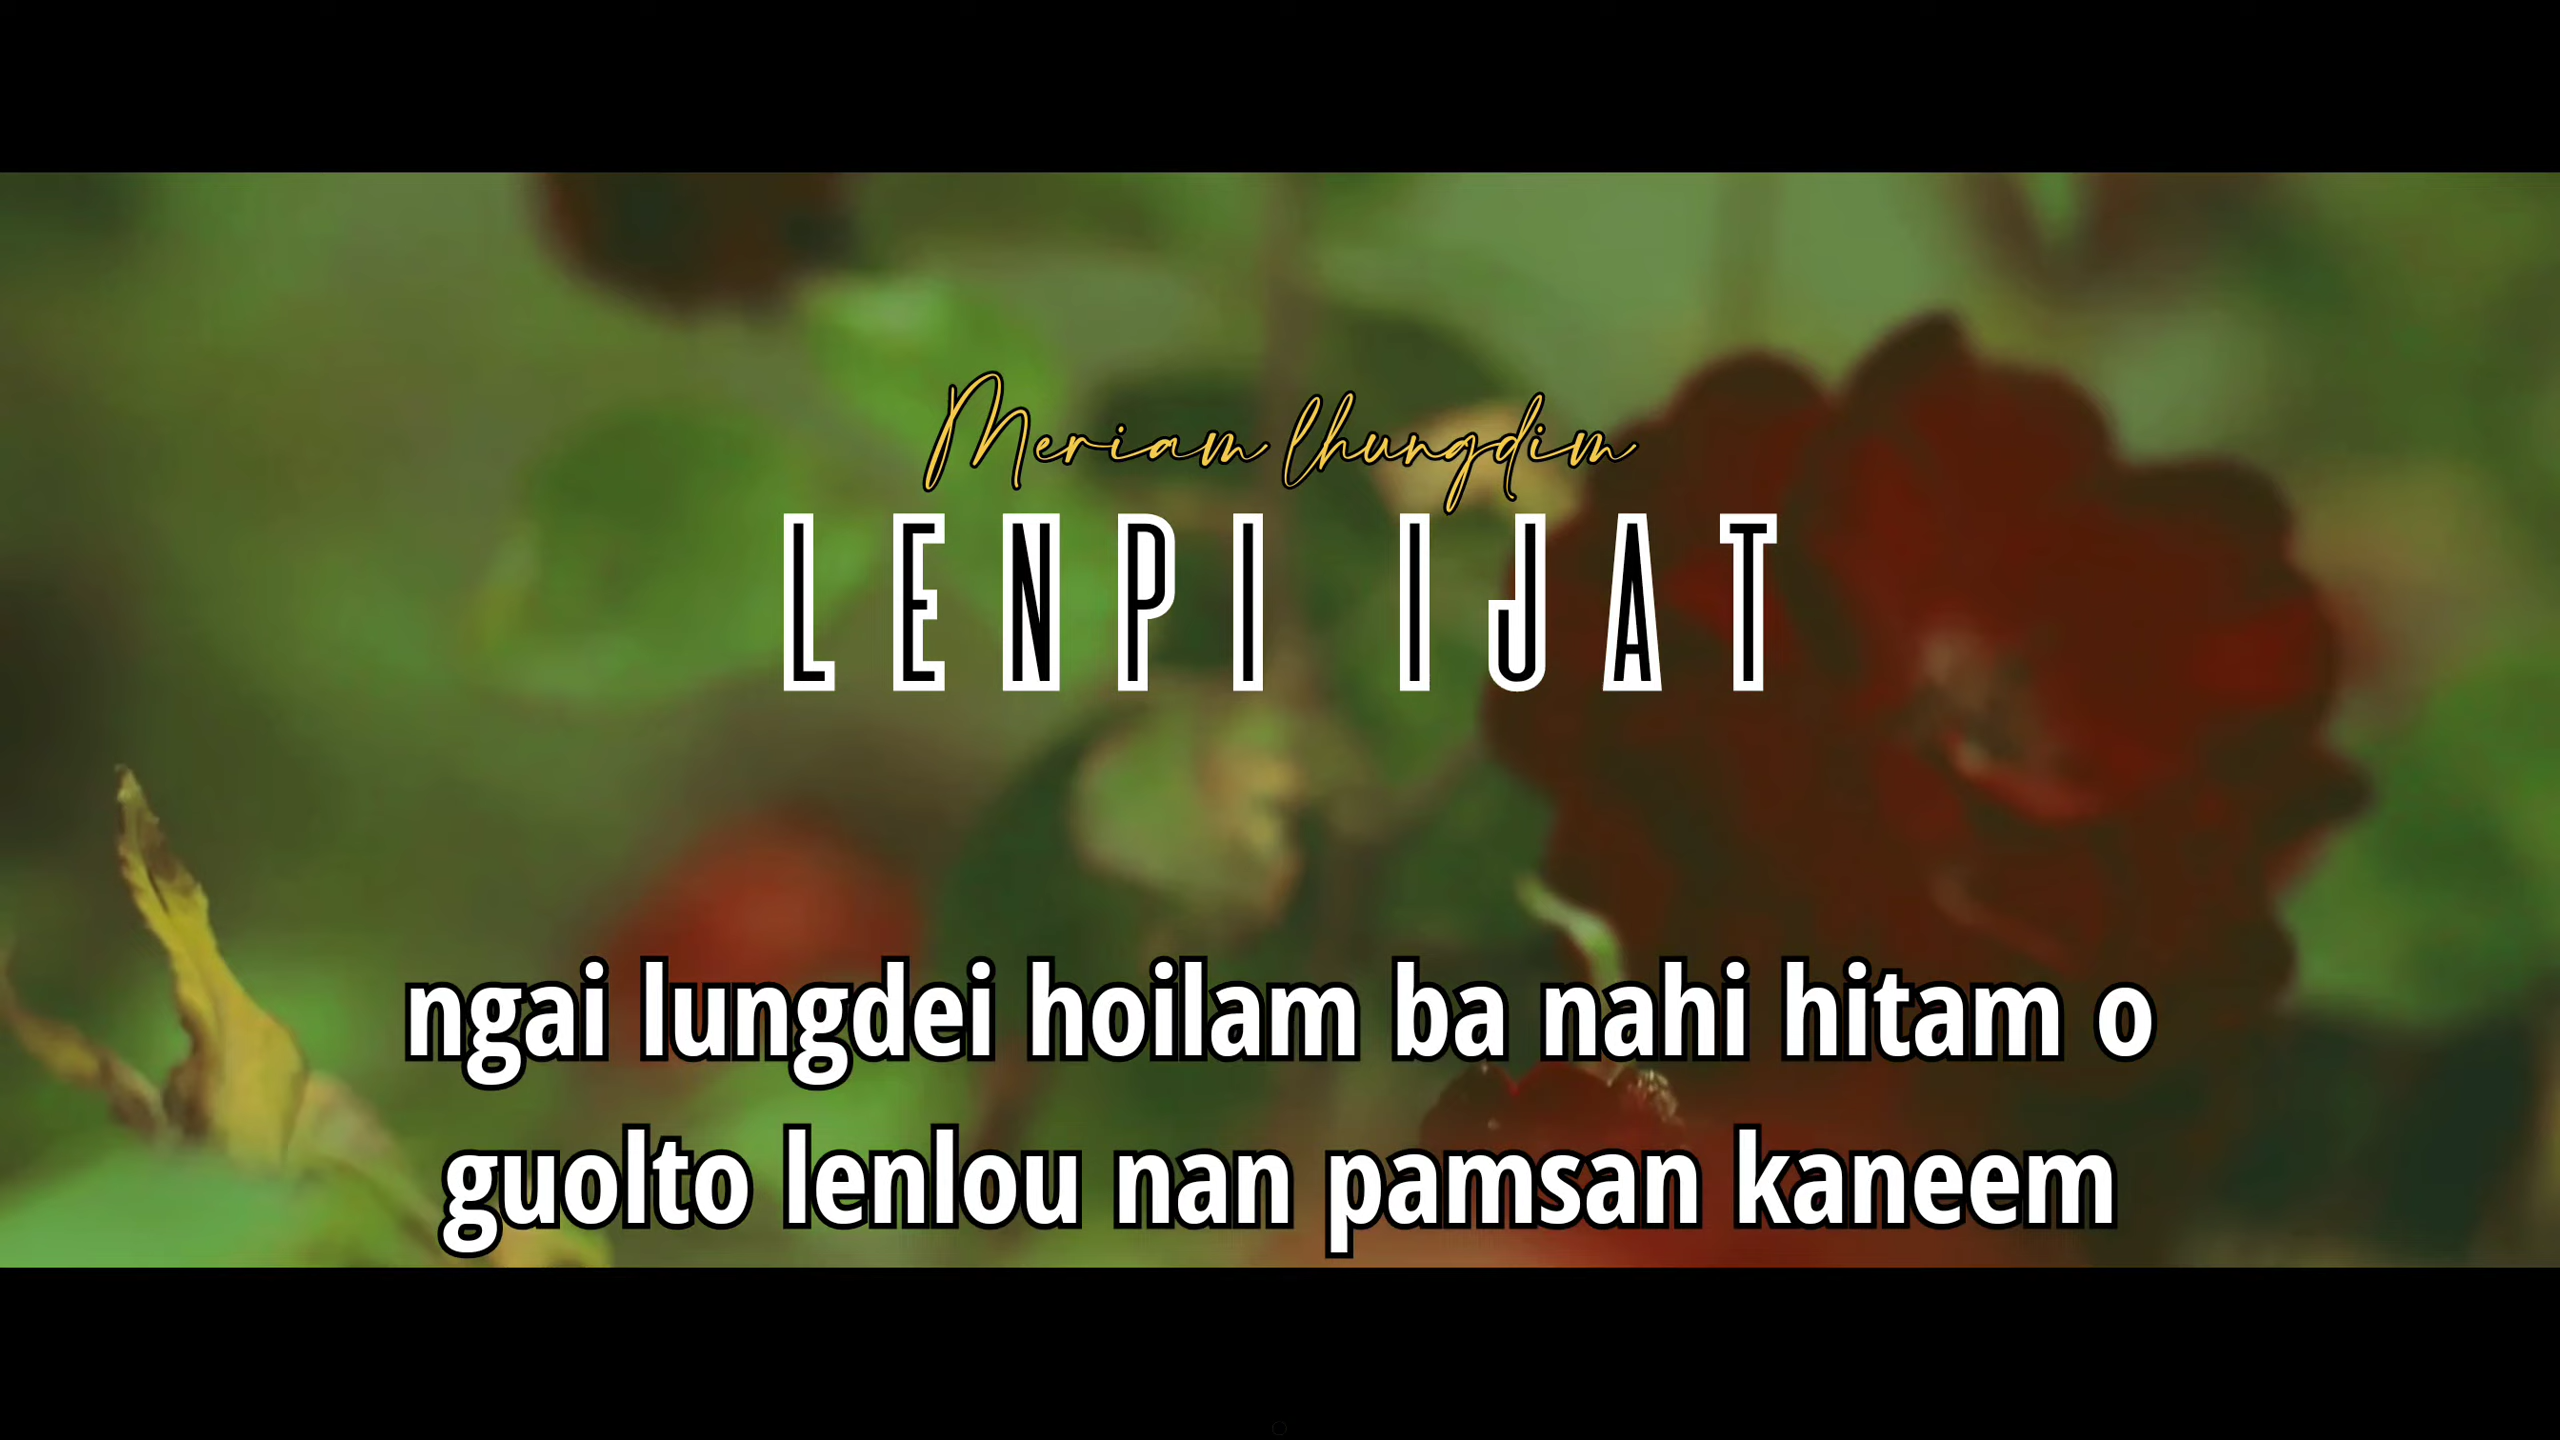 Meriam lhungdim
LENPI IJAT
ngai lungdei hoilam ba nahi hitam o
guolto lenlou nan pamsan kaneem